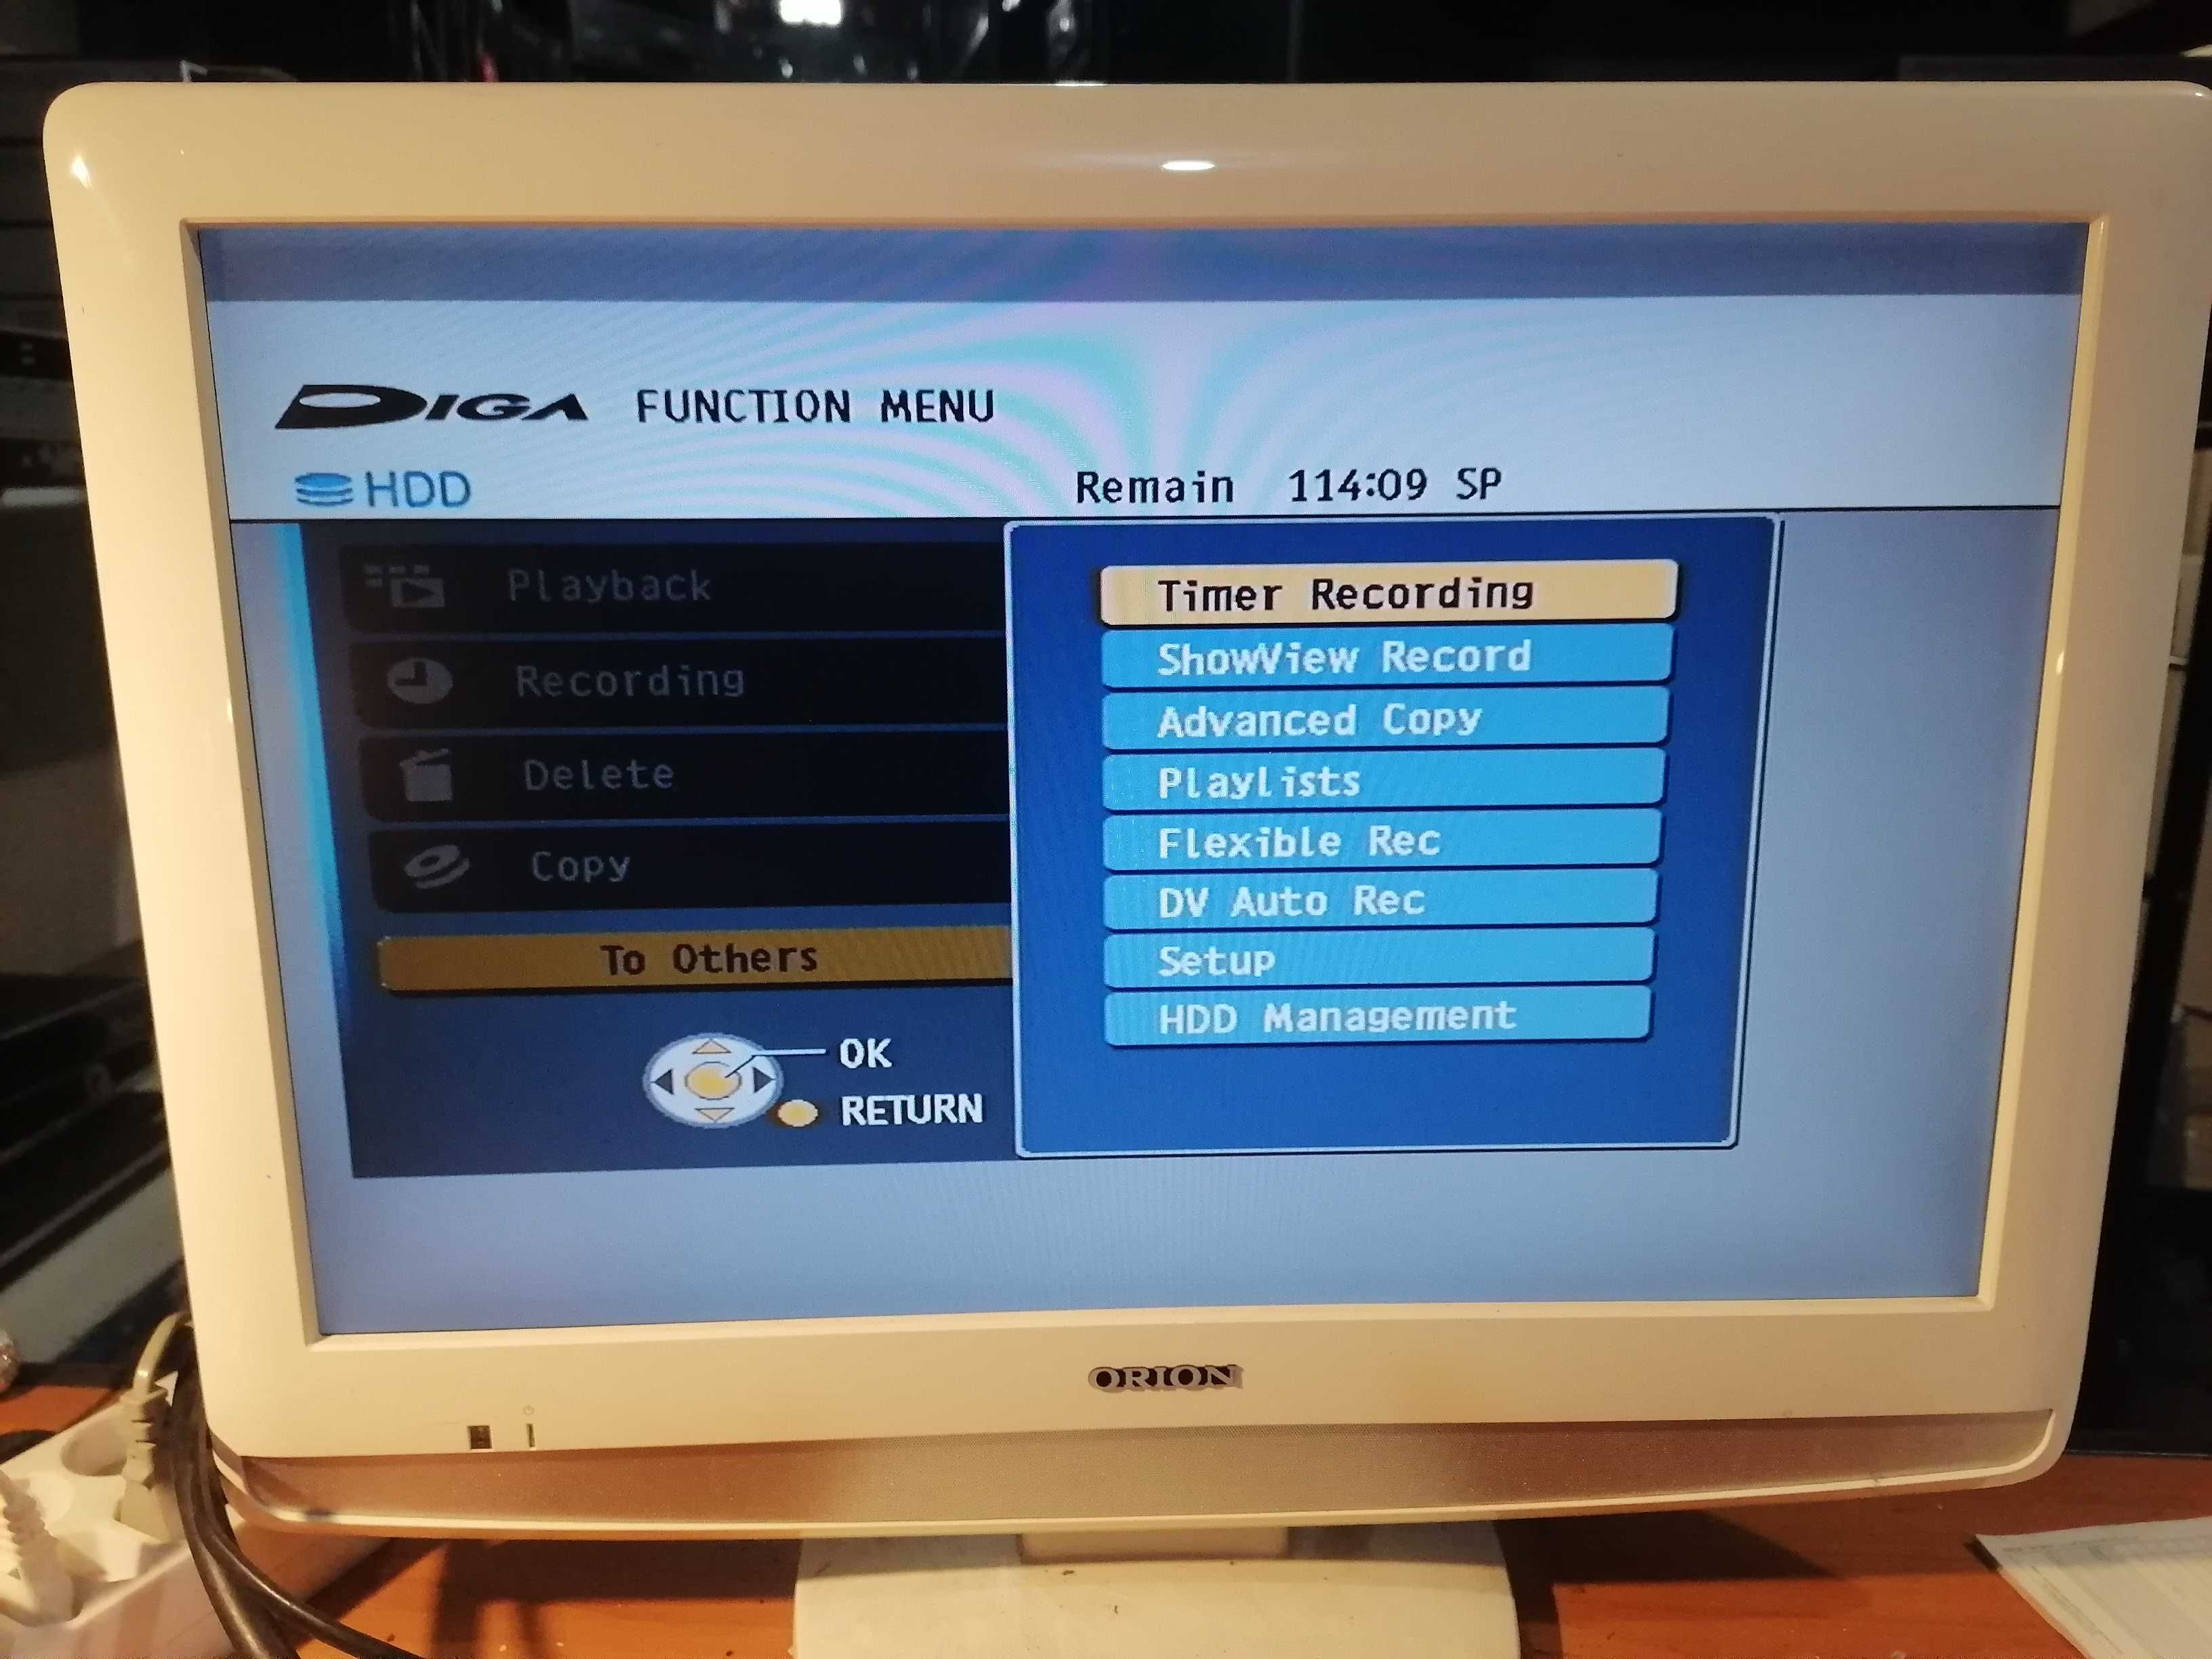 DIGA FUNCTION MENU
HDD
Remain 114:09 SP
Playback
Recording
Delete
Copy
To Others
OK
RETURN
Timer Recording
ShowView Record
Advanced Copy
Playlists
Flexible Rec
DV Auto Rec
Setup
HDD Management
ORION